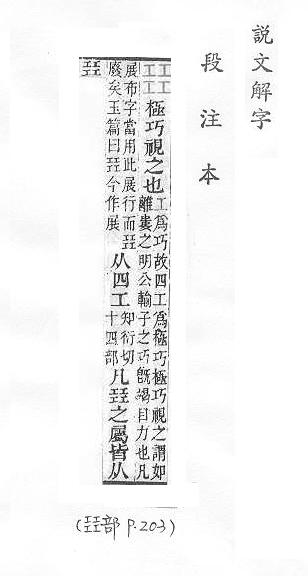 説文解字
段注本
㠭極巧視之也
工爲巧故四工爲極巧極巧視之謂如
離婁之明公輸子之巧旣竭目力也凡
展布字當用此展行而㠭
廢矣玉篇曰㠭今作展
从四工
知衍切
十四部
凡㠭之屬皆从
㠭
(㠭部 P.203)